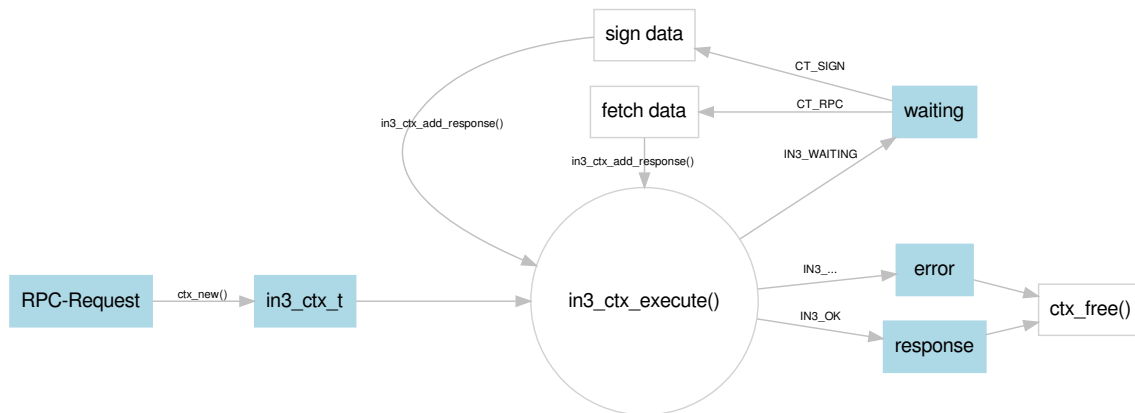 sign data
CT_SIGN
fetch data
CT_RPC
waiting
in3_ctx_add_response()
in3_ctx_add_response()
IN3_WAITING
error
IN3_...
RPC-Request
ctx_new()
in3_ctx_t
in3_ctx_execute()
ctx_free()
IN3_OK
response